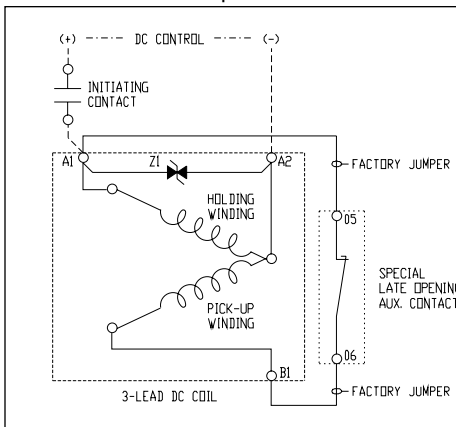 (+) DC CONTROL (-)
INITIATING
CONTACT
A1
Z1
A2
FACTORY JUMPER
HOLDING
WINDING
05
SPECIAL
LATE OPENING
AUX. CONTACT
PICK-UP
WINDING
06
B1
FACTORY JUMPER
3-LEAD DC COIL